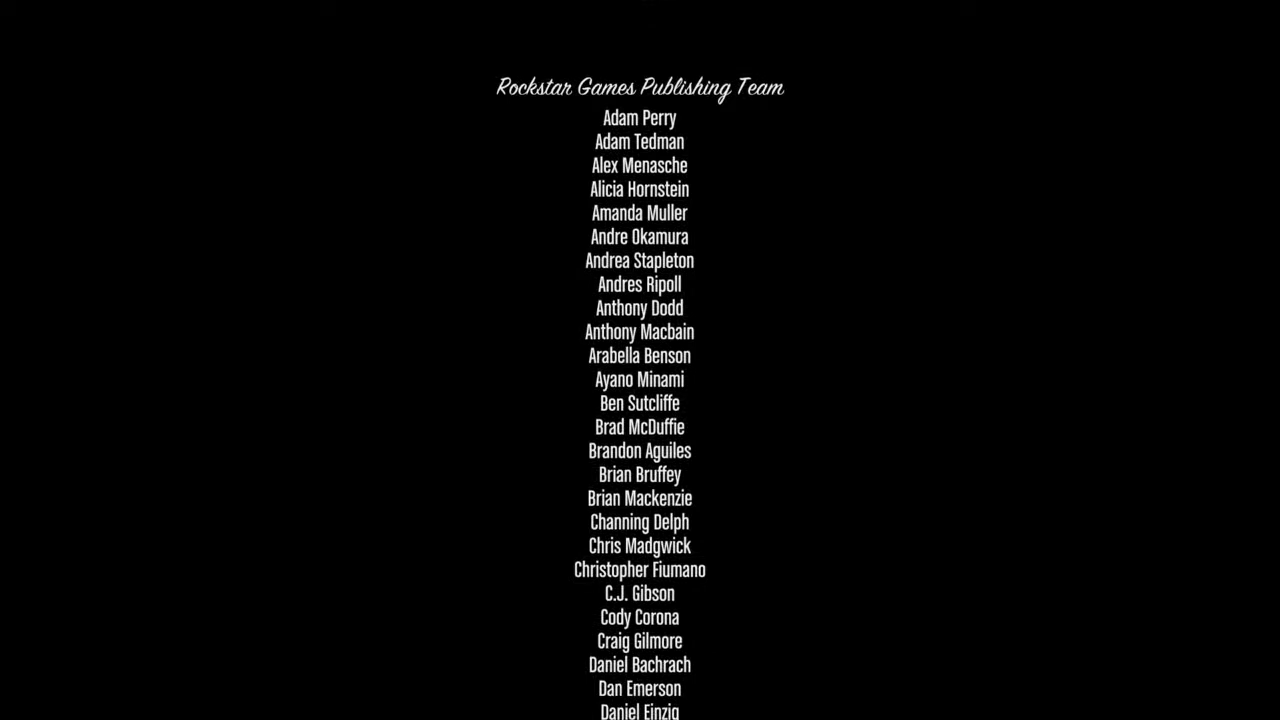 Rockstar Games Publishing Team
Adam Perry
Adam Tedman
Alex Menasche
Alicia Hornstein
Amanda Muller
Andre Okamura
Andrea Stapleton
Andres Ripoll
Anthony Dodd
Anthony Macbain
Arabella Benson
Ayano Minami
Ben Sutcliffe
Brad McDuffie
Brandon Aguiles
Brian Bruffey
Brian Mackenzie
Channing Delph
Chris Madgwick
Christopher Fiumano
C.J. Gibson
Cody Corona
Craig Gilmore
Daniel Bachrach
Dan Emerson
Daniel Einzig